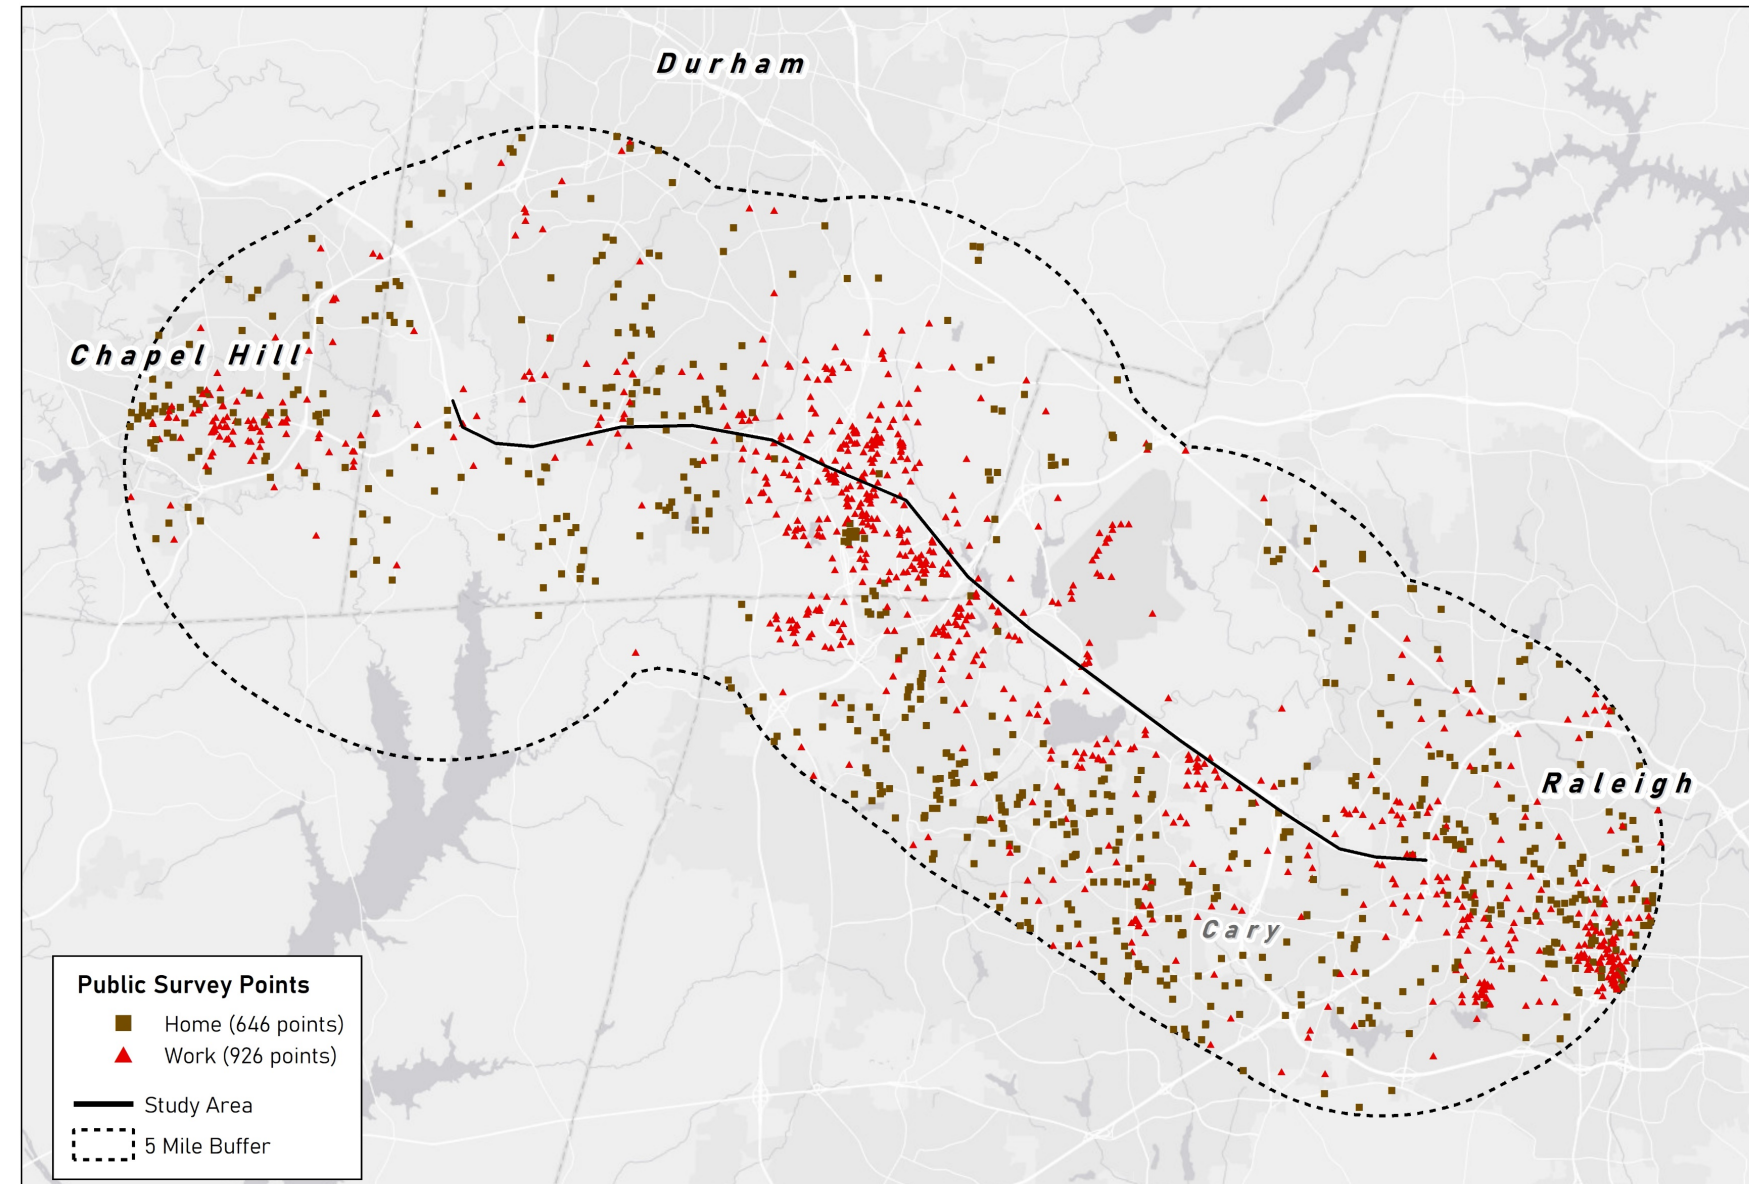 Durham
Chapel Hill
Raleigh
Cary
Public Survey Points
Home (646 points)
Work (926 points)
Study Area
5 Mile Buffer